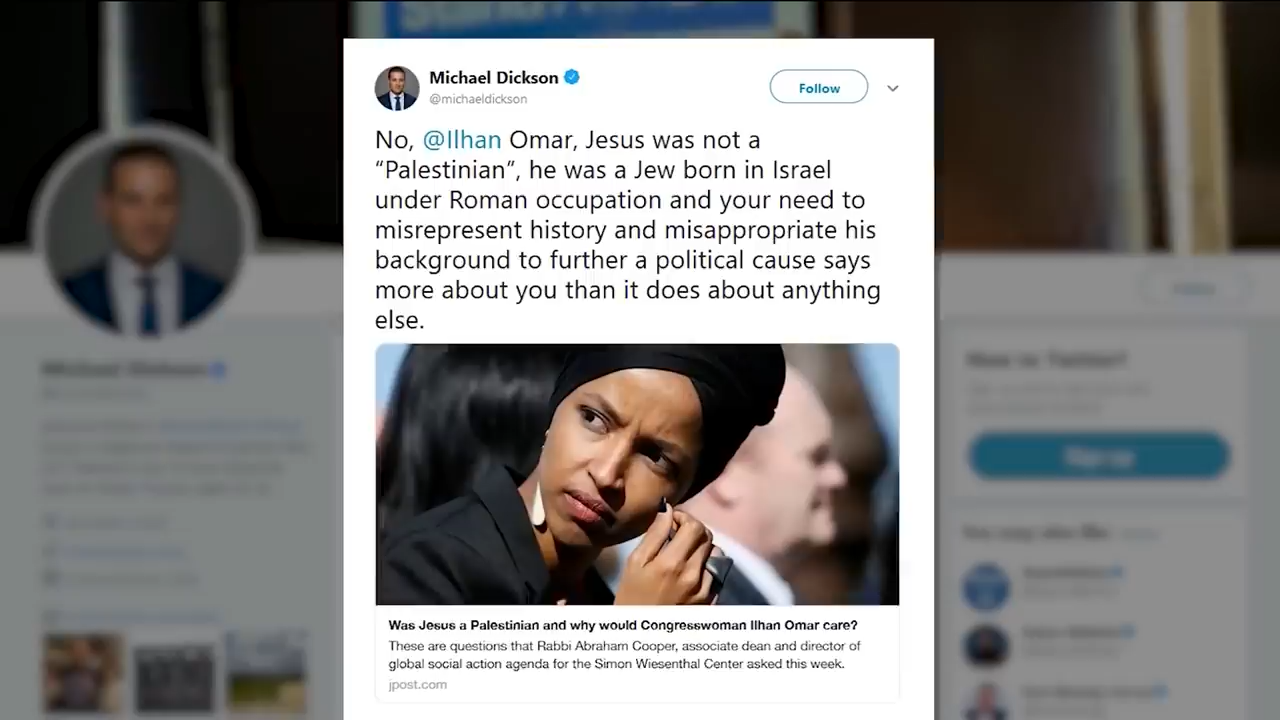 Michael Dickson
@michaeldickson
Follow
No, @Ilhan Omar, Jesus was not a
“Palestinian”, he was a Jew born in Israel
under Roman occupation and your need to
misrepresent history and misappropriate his
background to further a political cause says
more about you than it does about anything
else.
Was Jesus a Palestinian and why would Congresswoman Ilhan Omar care?
These are questions that Rabbi Abraham Cooper, associate dean and director of
global social action agenda for the Simon Wiesenthal Center asked this week.
jpost.com
Michael Dickson
Sign up